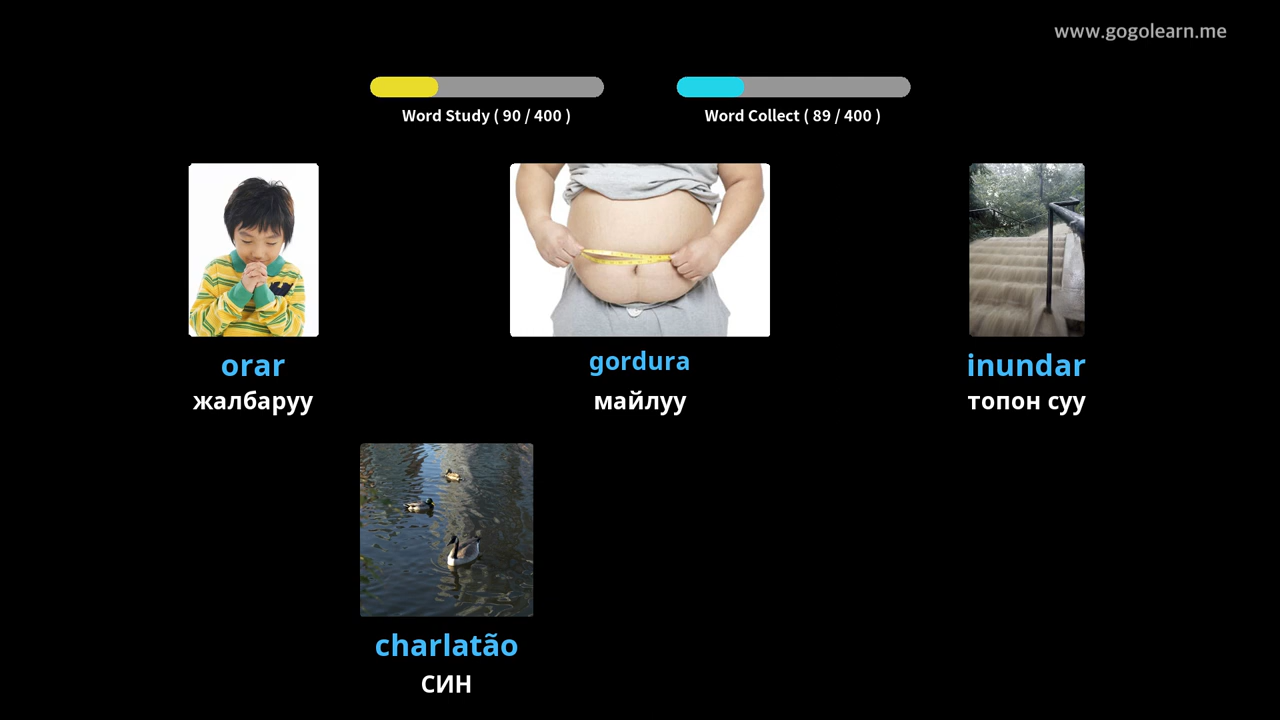 www.gogolearn.me
Word Study ( 90 / 400 )
Word Collect ( 89 / 400 )
orar
жалбаруу
gordura
майлуу
inundar
топон суу
charlatão
СИН